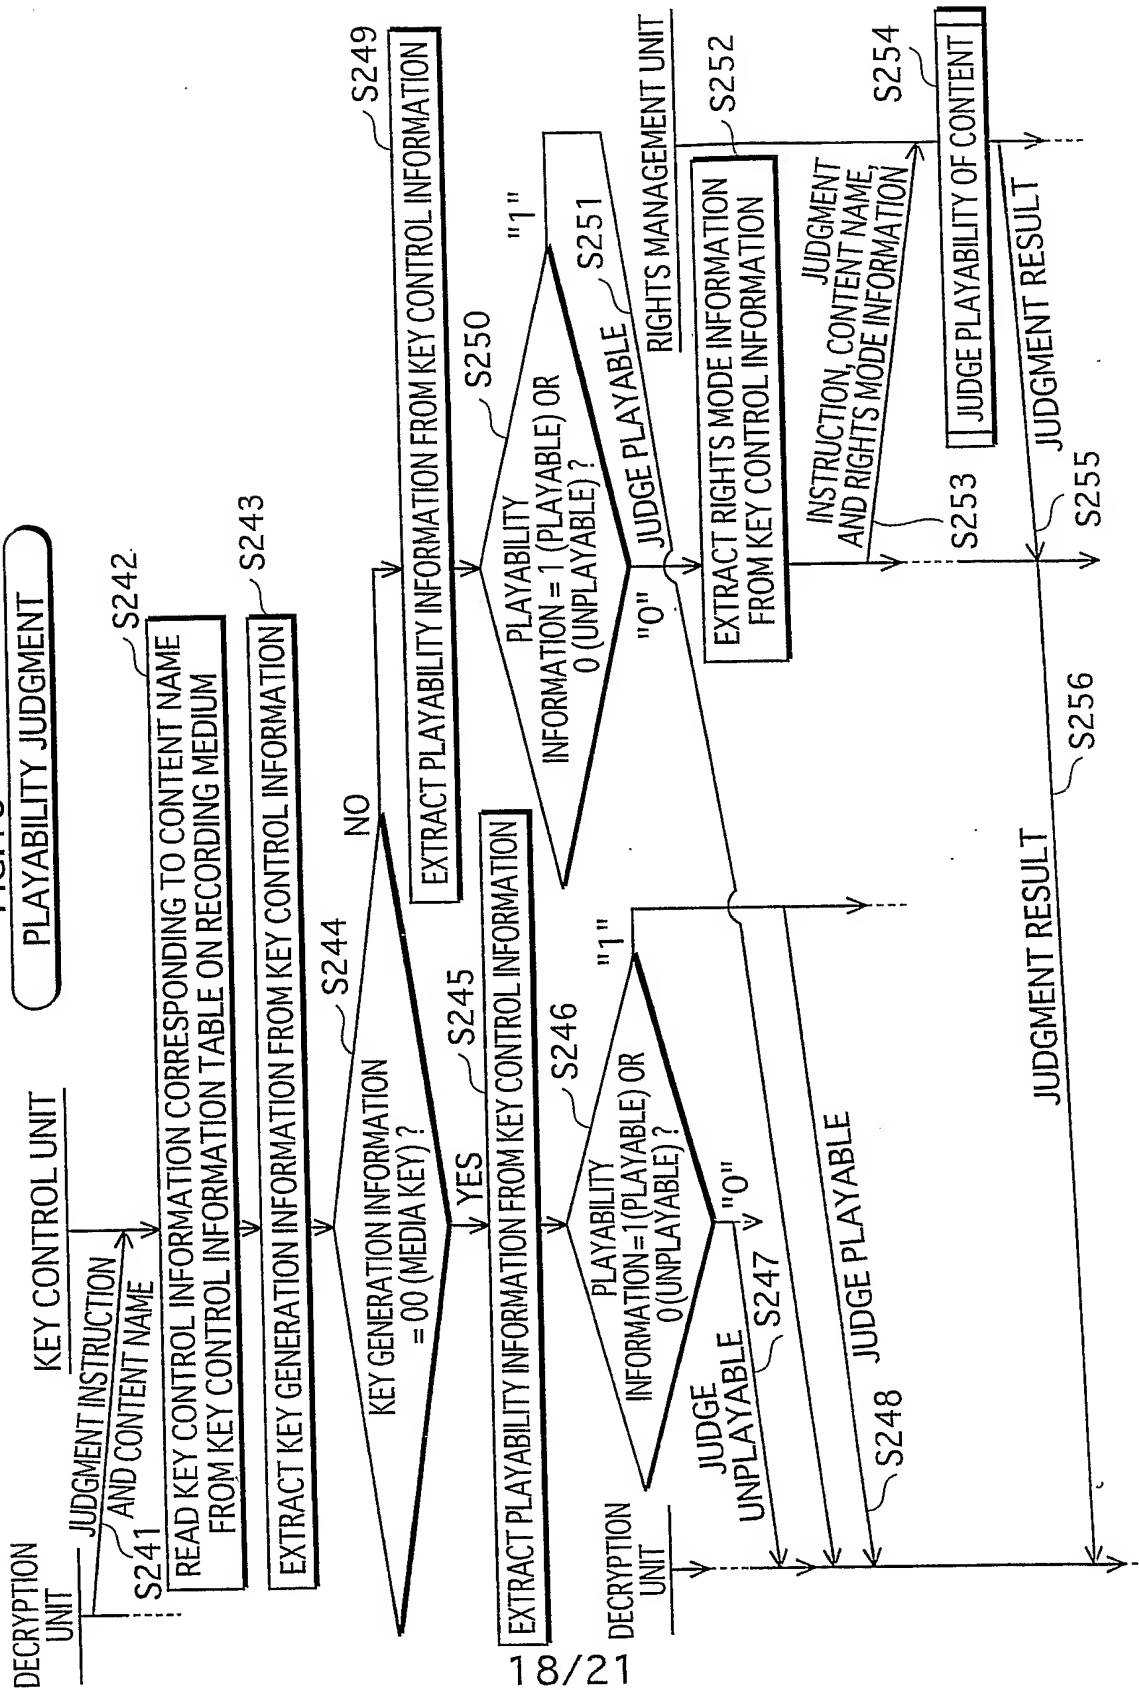 PLAYABILITY JUDGMENT
DECRYPTION
UNIT
KEY CONTROL UNIT
JUDGMENT INSTRUCTION
AND CONTENT NAME
S241
S242
READ KEY CONTROL INFORMATION CORRESPONDING TO CONTENT NAME
FROM KEY CONTROL INFORMATION TABLE ON RECORDING MEDIUM
S243
EXTRACT KEY GENERATION INFORMATION FROM KEY CONTROL INFORMATION
S244
KEY GENERATION INFORMATION
= 00 (MEDIA KEY) ?
NO
YES
S245
EXTRACT PLAYABILITY INFORMATION FROM KEY CONTROL INFORMATION
S246
PLAYABILITY
INFORMATION=1(PLAYABLE) OR
0(UNPLAYABLE) ?
"1"
"0"
DECRYPTION
UNIT
JUDGE
UNPLAYABLE
S247
JUDGE PLAYABLE
S248
S249
EXTRACT PLAYABILITY INFORMATION FROM KEY CONTROL INFORMATION
S250
PLAYABILITY
INFORMATION = 1 (PLAYABLE) OR
0 (UNPLAYABLE) ?
"1"
"0"
JUDGE PLAYABLE
S251
RIGHTS MANAGEMENT UNIT
S252
EXTRACT RIGHTS MODE INFORMATION
FROM KEY CONTROL INFORMATION
JUDGMENT
INSTRUCTION, CONTENT NAME,
AND RIGHTS MODE INFORMATION
S253
S254
JUDGE PLAYABILITY OF CONTENT
JUDGMENT RESULT
S255
JUDGMENT RESULT
S256
18/21